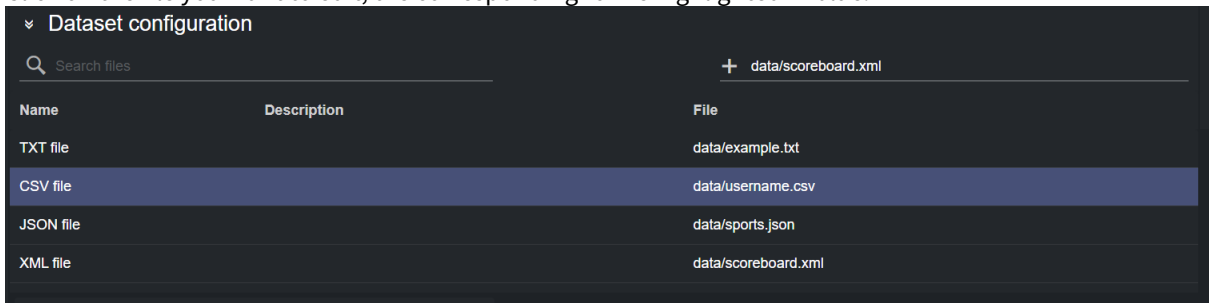 Dataset configuration
Search files
data/scoreboard.xml
Name Description File
TXT file data/example.txt
CSV file data/username.csv
JSON file data/sports.json
XML file data/scoreboard.xml